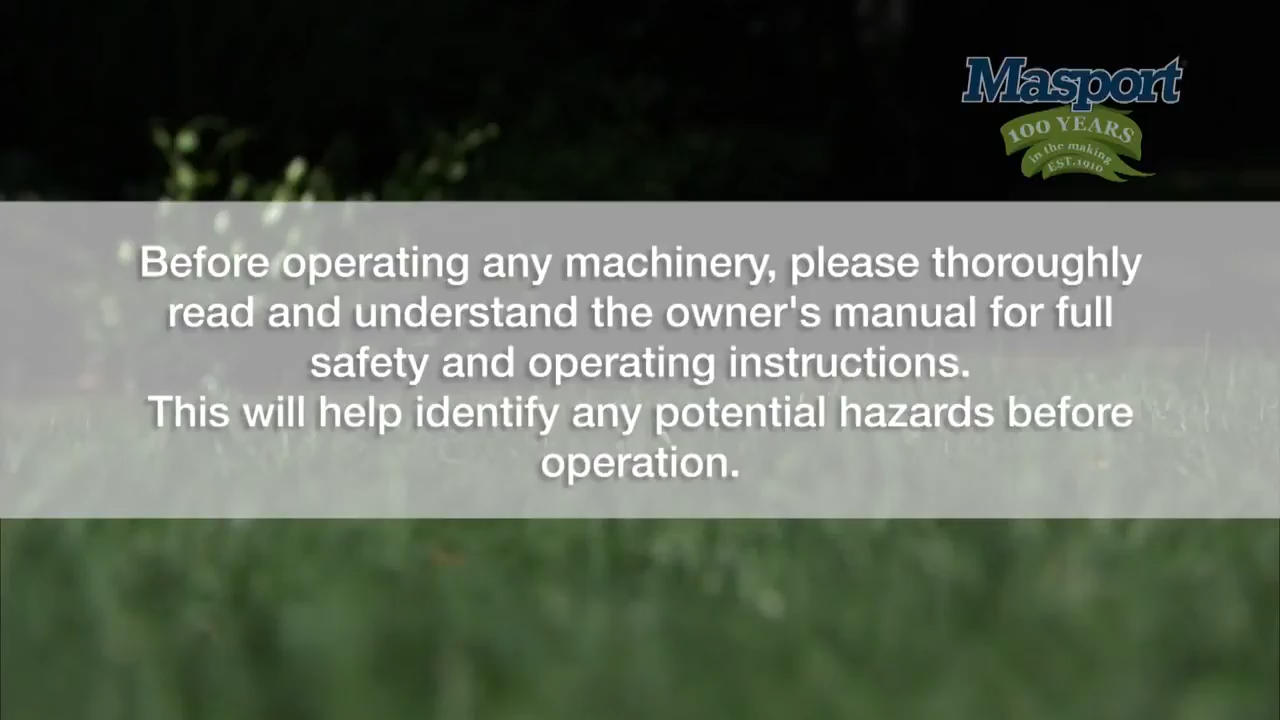 Masport
100 YEARS
in the making
EST.1910
Before operating any machinery, please thoroughly
read and understand the owner's manual for full
safety and operating instructions.
This will help identify any potential hazards before
operation.